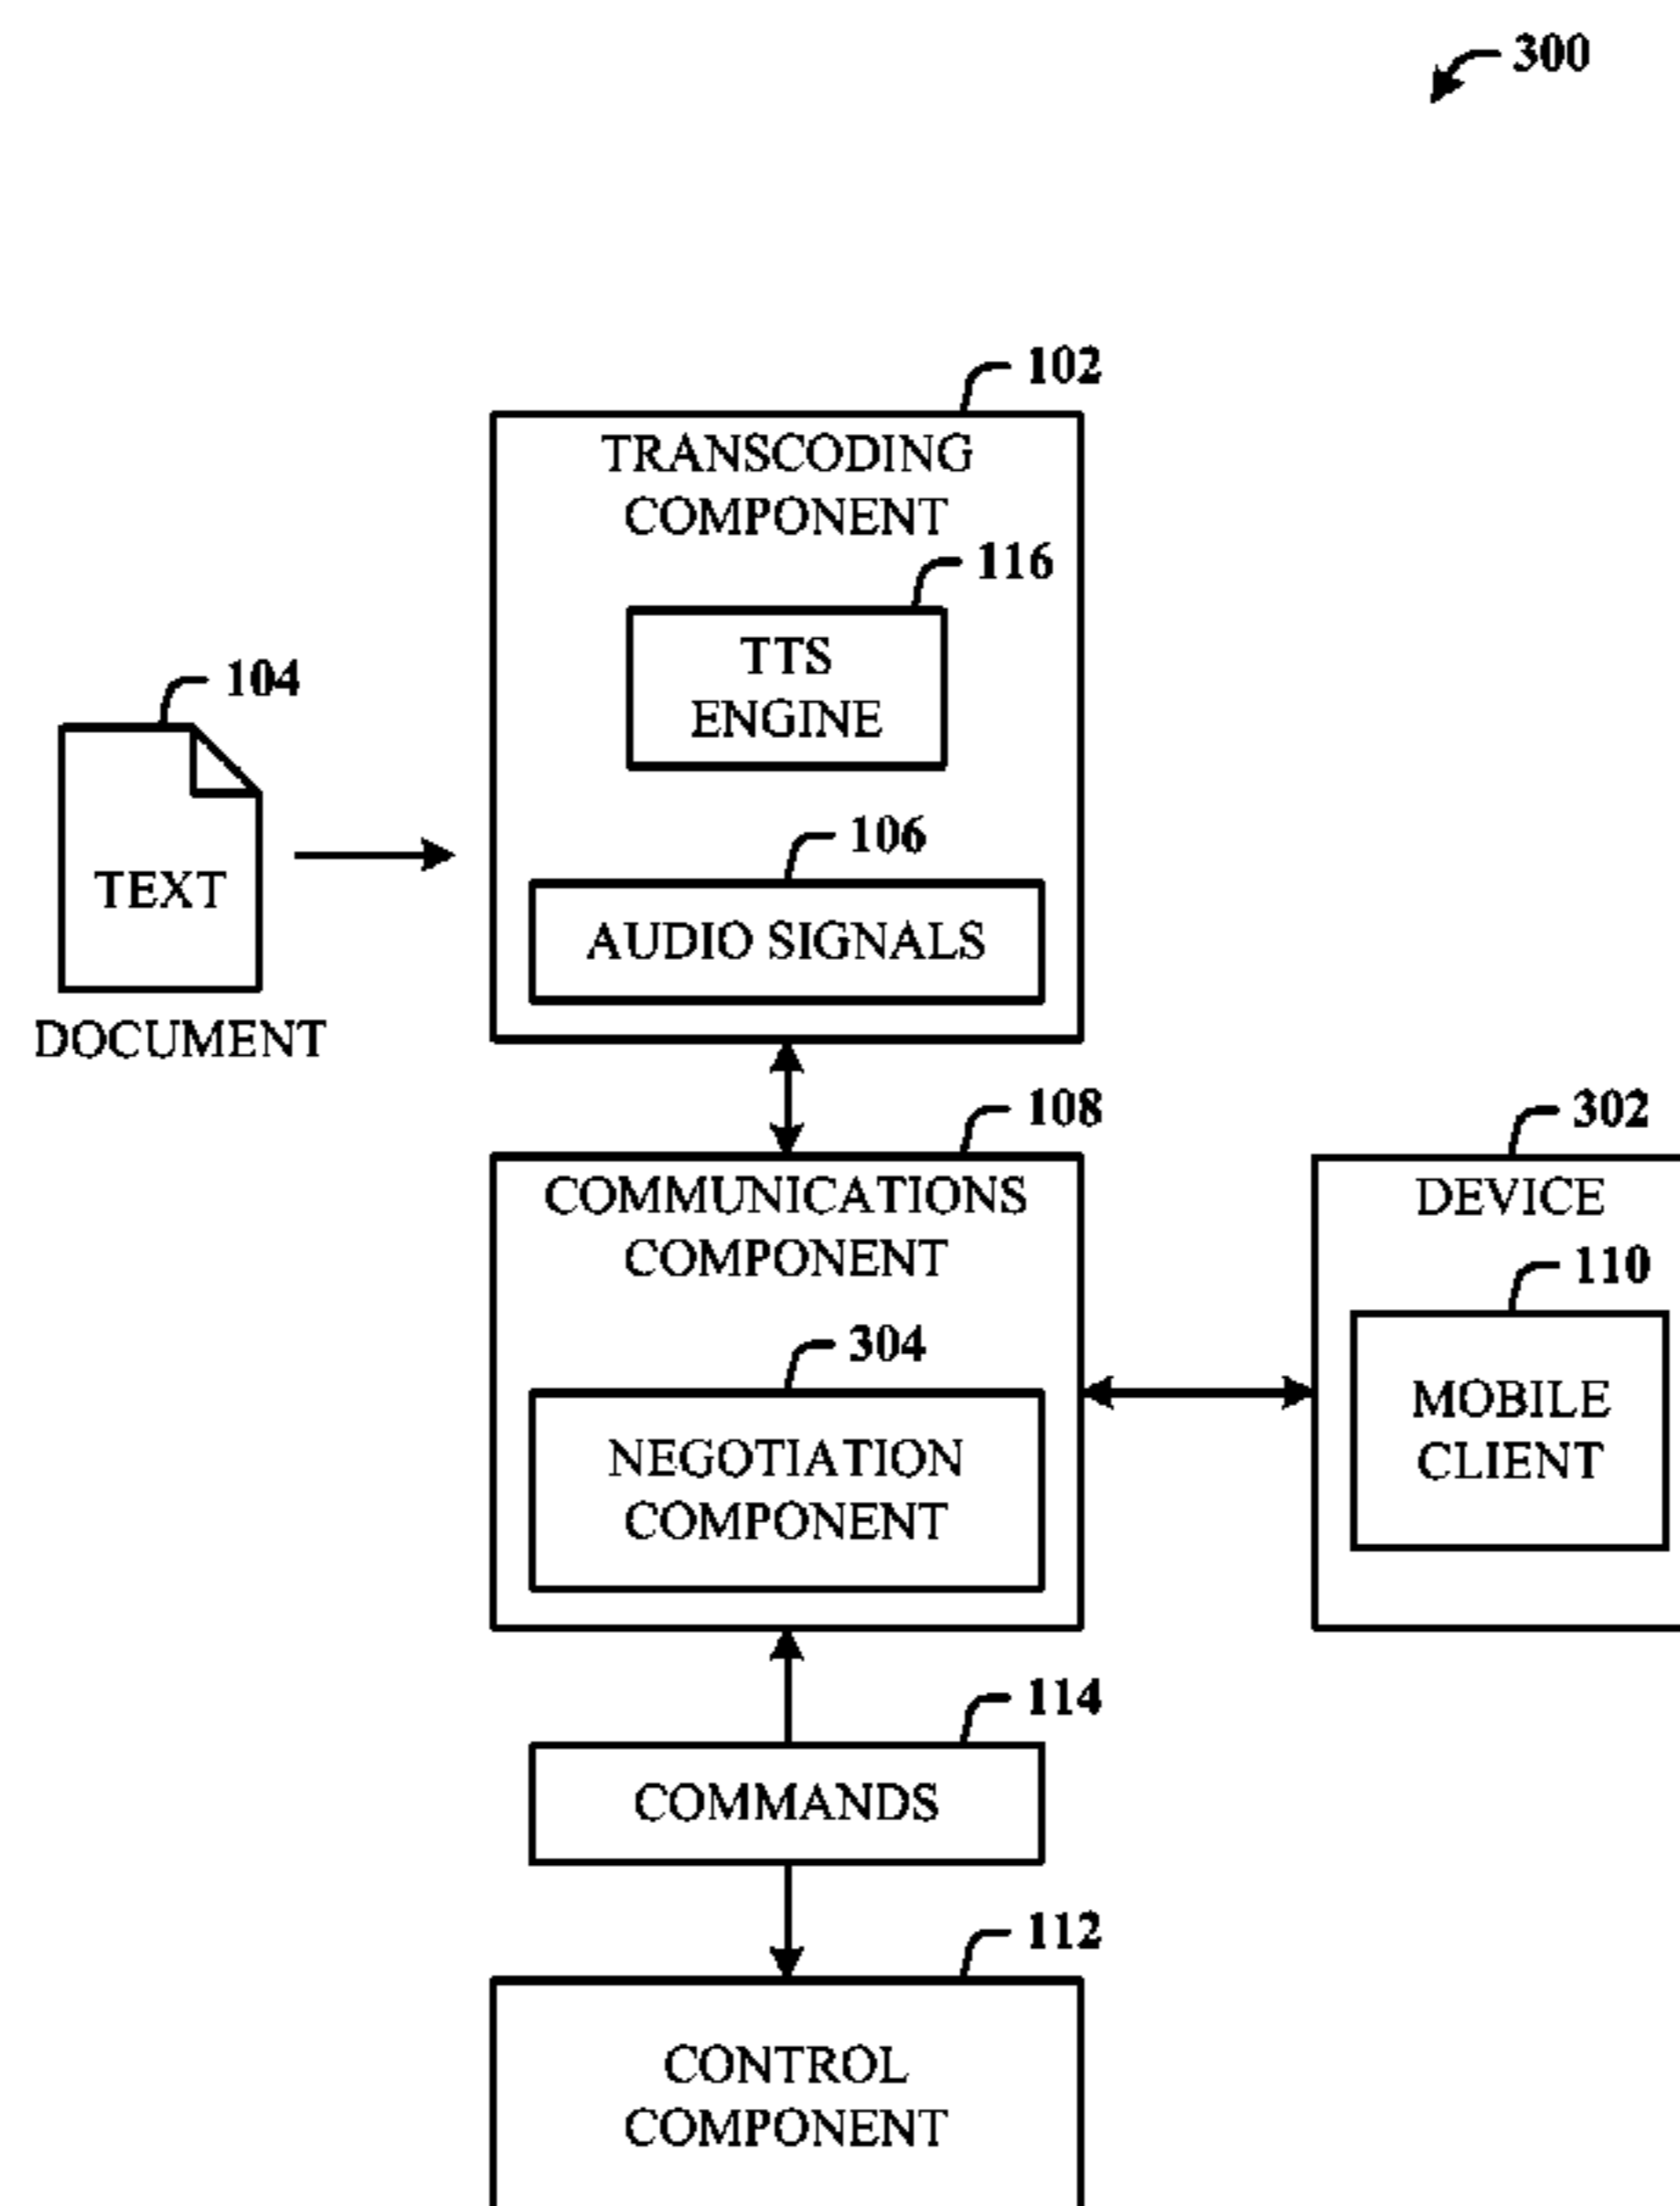 300
102
TRANSCODING
COMPONENT
116
TTS
ENGINE
104
TEXT
DOCUMENT
106
AUDIO SIGNALS
108
COMMUNICATIONS
COMPONENT
304
NEGOTIATION
COMPONENT
302
DEVICE
110
MOBILE
CLIENT
114
COMMANDS
112
CONTROL
COMPONENT